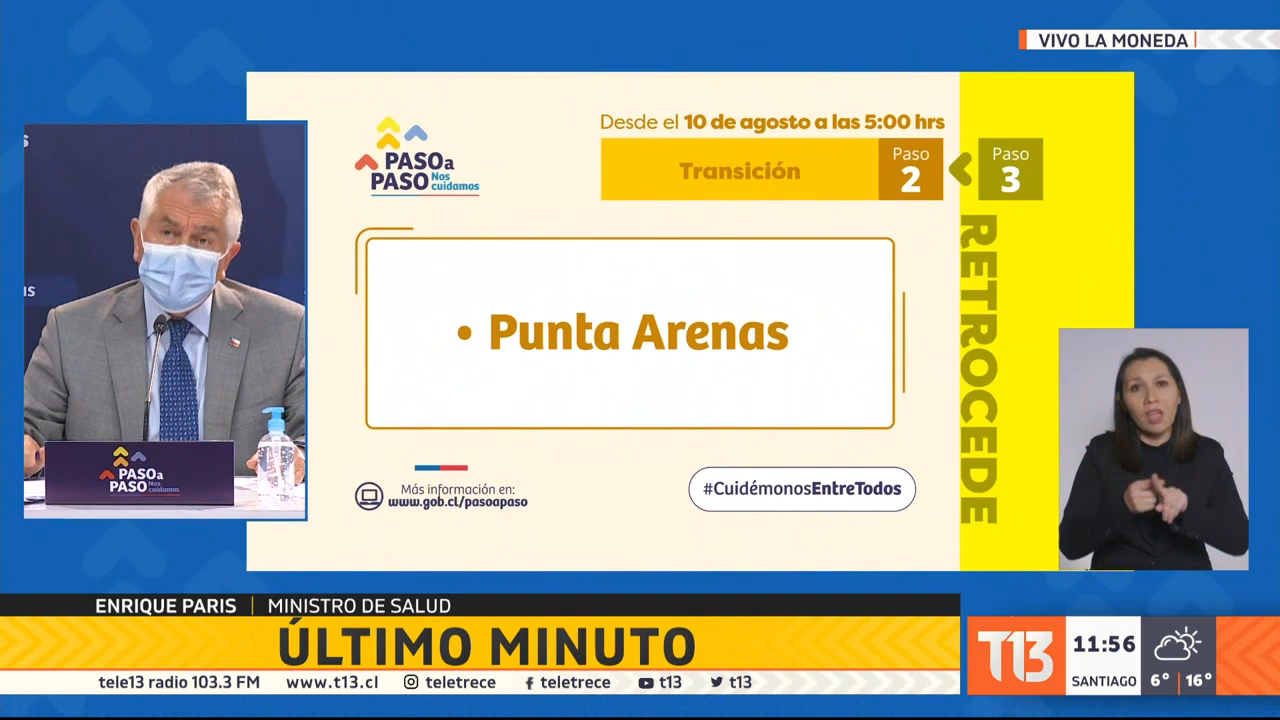 VIVO LA MONEDA
Desde el 10 de agosto a las 5:00 hrs
PASO a
PASO Nos
cuidamos
Transición
Paso
2
Paso
3
RETROCEDE
• Punta Arenas
Más información en:
www.gob.cl/pasoapaso
#CuidémonosEntreTodos
S
IS
PASO a
PASO Nos
cuidamos
ENRIQUE PARIS | MINISTRO DE SALUD
ÚLTIMO MINUTO
tele13 radio 103.3 FM www.t13.cl teletrece teletrece t13 t13
T13
11:56
SANTIAGO
6° 16°